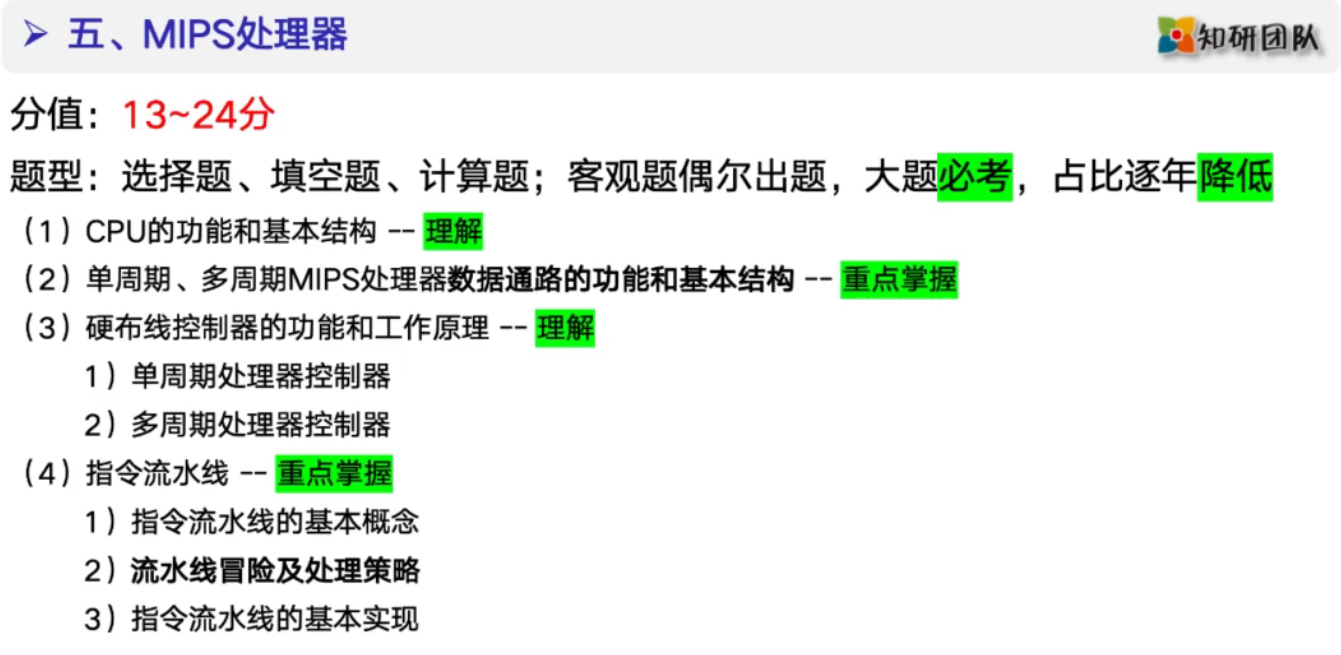 ➢ 五、MIPS处理器
知研团队
分值：13~24分
题型：选择题、填空题、计算题；客观题偶尔出题，大题必考，占比逐年降低
（1）CPU的功能和基本结构 -- 理解
（2）单周期、多周期MIPS处理器数据通路的功能和基本结构 -- 重点掌握
（3）硬布线控制器的功能和工作原理 -- 理解
1）单周期处理器控制器
2）多周期处理器控制器
（4）指令流水线 -- 重点掌握
1）指令流水线的基本概念
2）流水线冒险及处理策略
3）指令流水线的基本实现